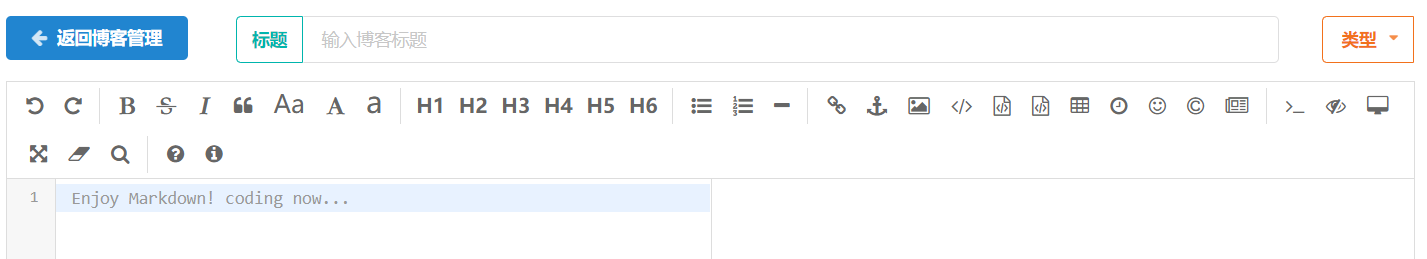 返回博客管理 标题 输入博客标题 类型
B S I Aa A a H1 H2 H3 H4 H5 H6
1 Enjoy Markdown! coding now...